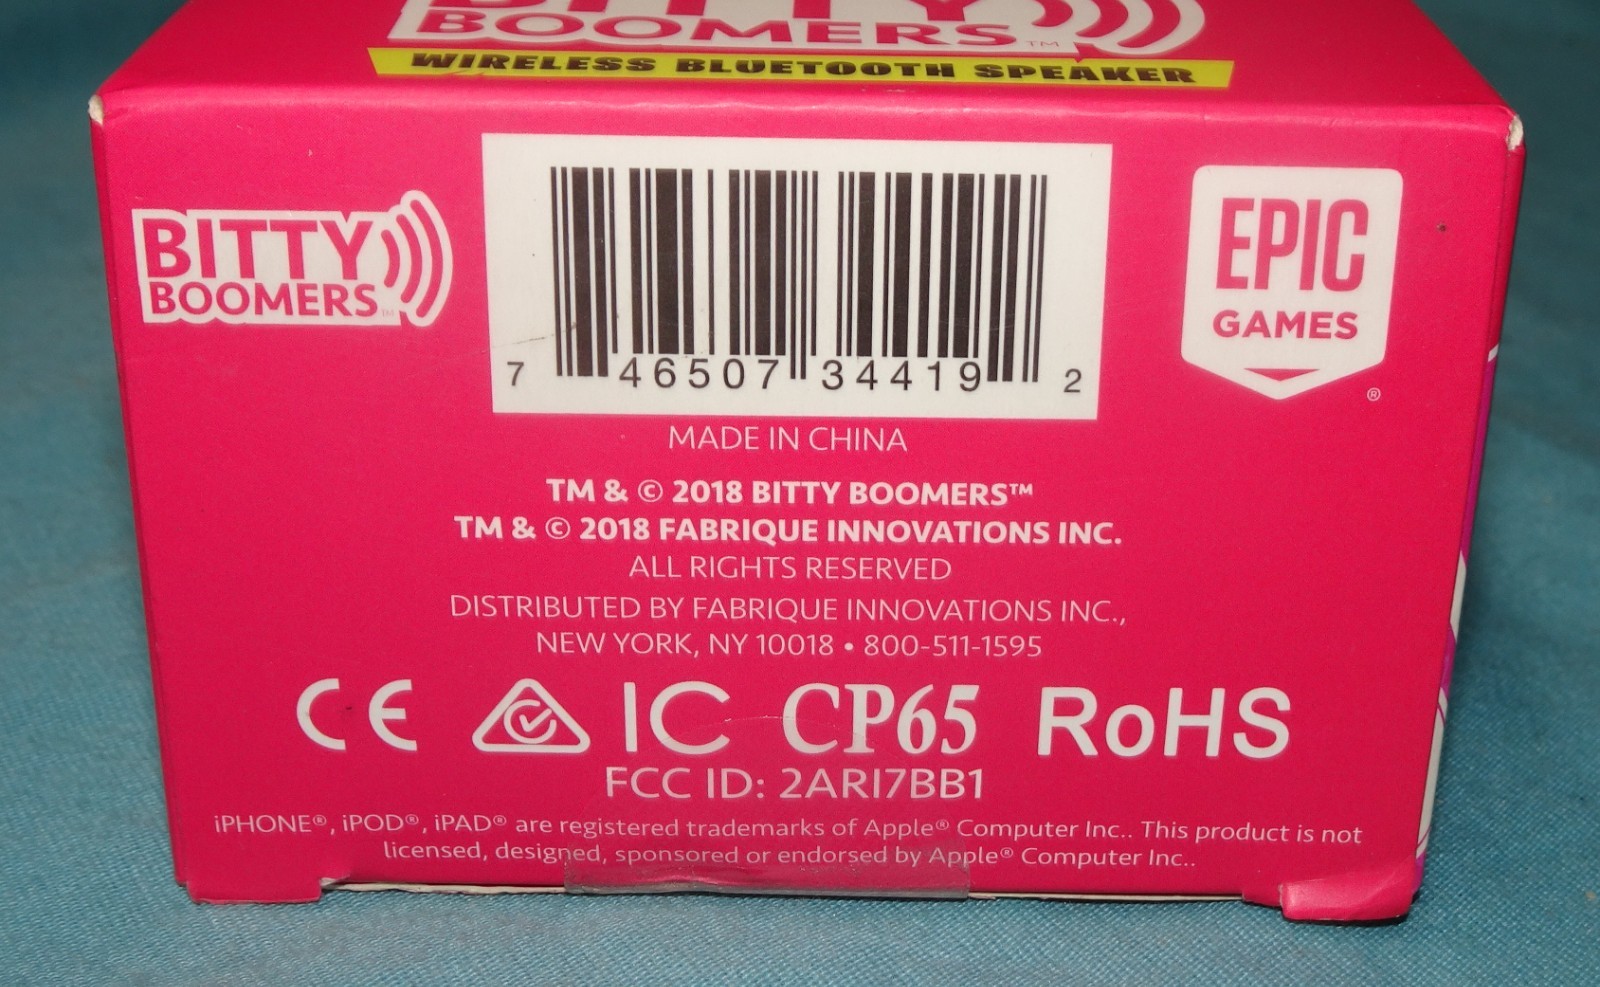 BITTY
BOOMERS™
WIRELESS BLUETOOTH SPEAKER
BITTY
BOOMERS™
7 46507 34419 2
EPIC
GAMES
®
MADE IN CHINA
TM & © 2018 BITTY BOOMERS™
TM & © 2018 FABRIQUE INNOVATIONS INC.
ALL RIGHTS RESERVED
DISTRIBUTED BY FABRIQUE INNOVATIONS INC.,
NEW YORK, NY 10018 • 800-511-1595
CE IC CP65 RoHS
FCC ID: 2ARI7BB1
iPHONE®, iPOD®, iPAD® are registered trademarks of Apple® Computer Inc.. This product is not
licensed, designed, sponsored or endorsed by Apple® Computer Inc..